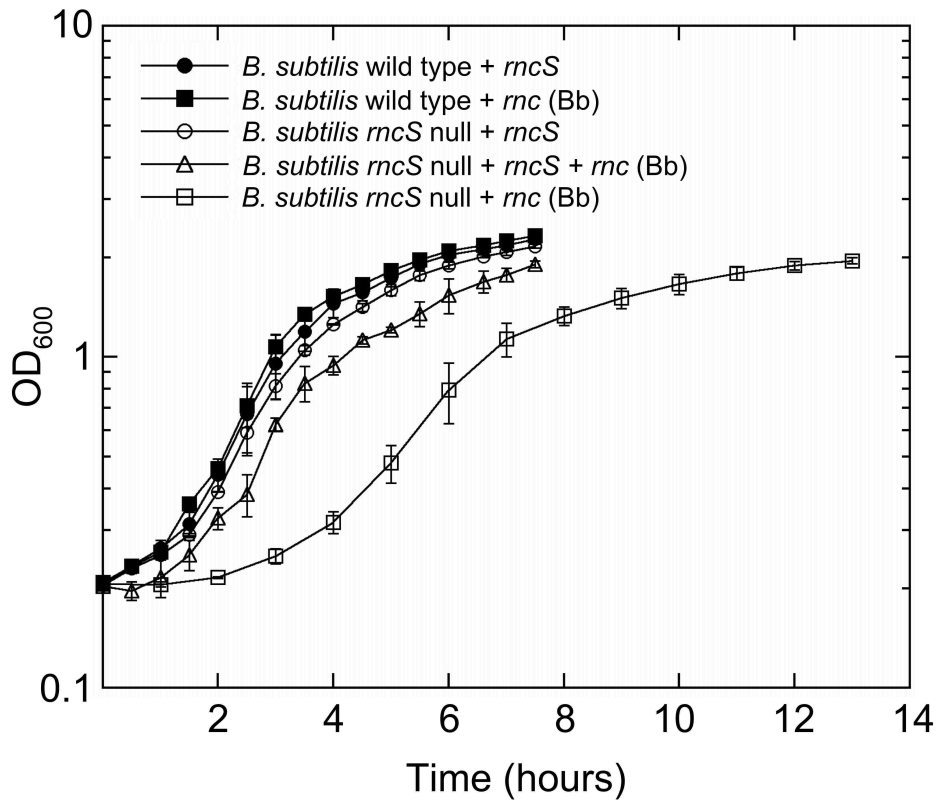 10
B. subtilis wild type + rncS
B. subtilis wild type + rnc (Bb)
B. subtilis rncS null + rncS
B. subtilis rncS null + rncS + rnc (Bb)
B. subtilis rncS null + rnc (Bb)
OD600
1
0.1
2 4 6 8 10 12 14
Time (hours)